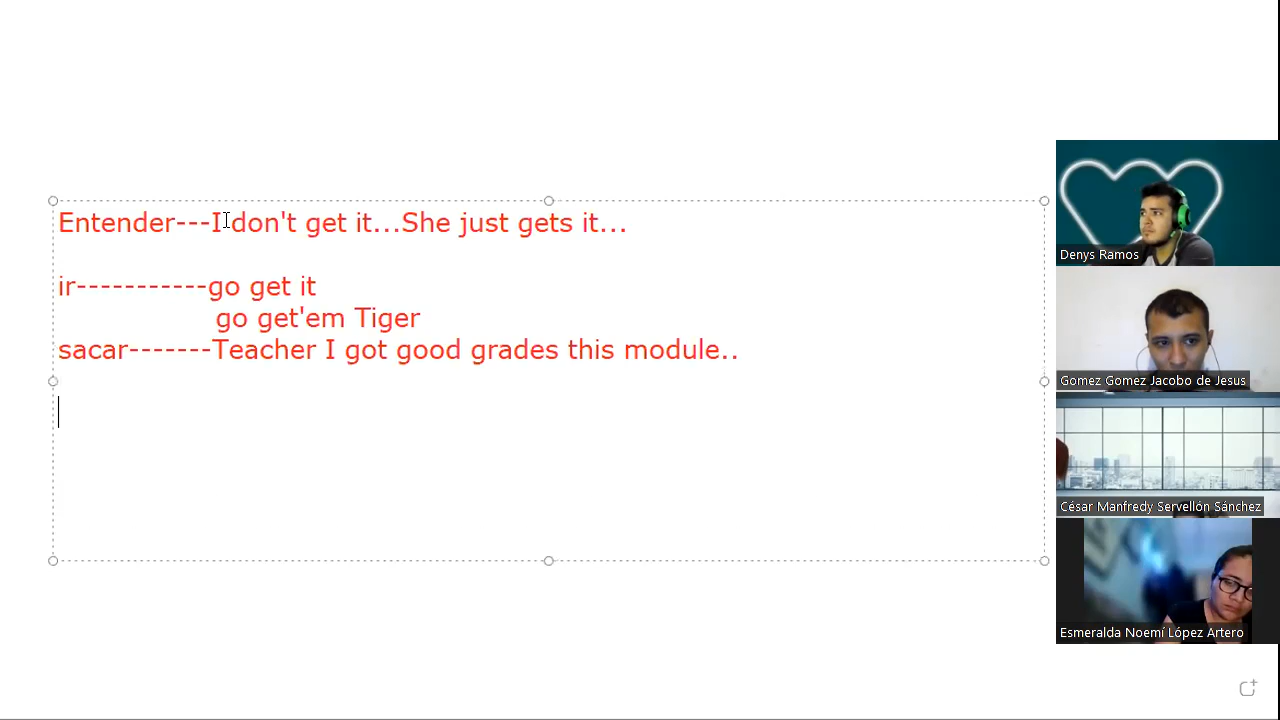 Entender---I don't get it...She just gets it...
ir-----------go get it
go get'em Tiger
sacar-------Teacher I got good grades this module..
Denys Ramos
Gomez Gomez Jacobo de Jesus
César Manfredy Servellón Sánchez
Esmeralda Noemí López Artero